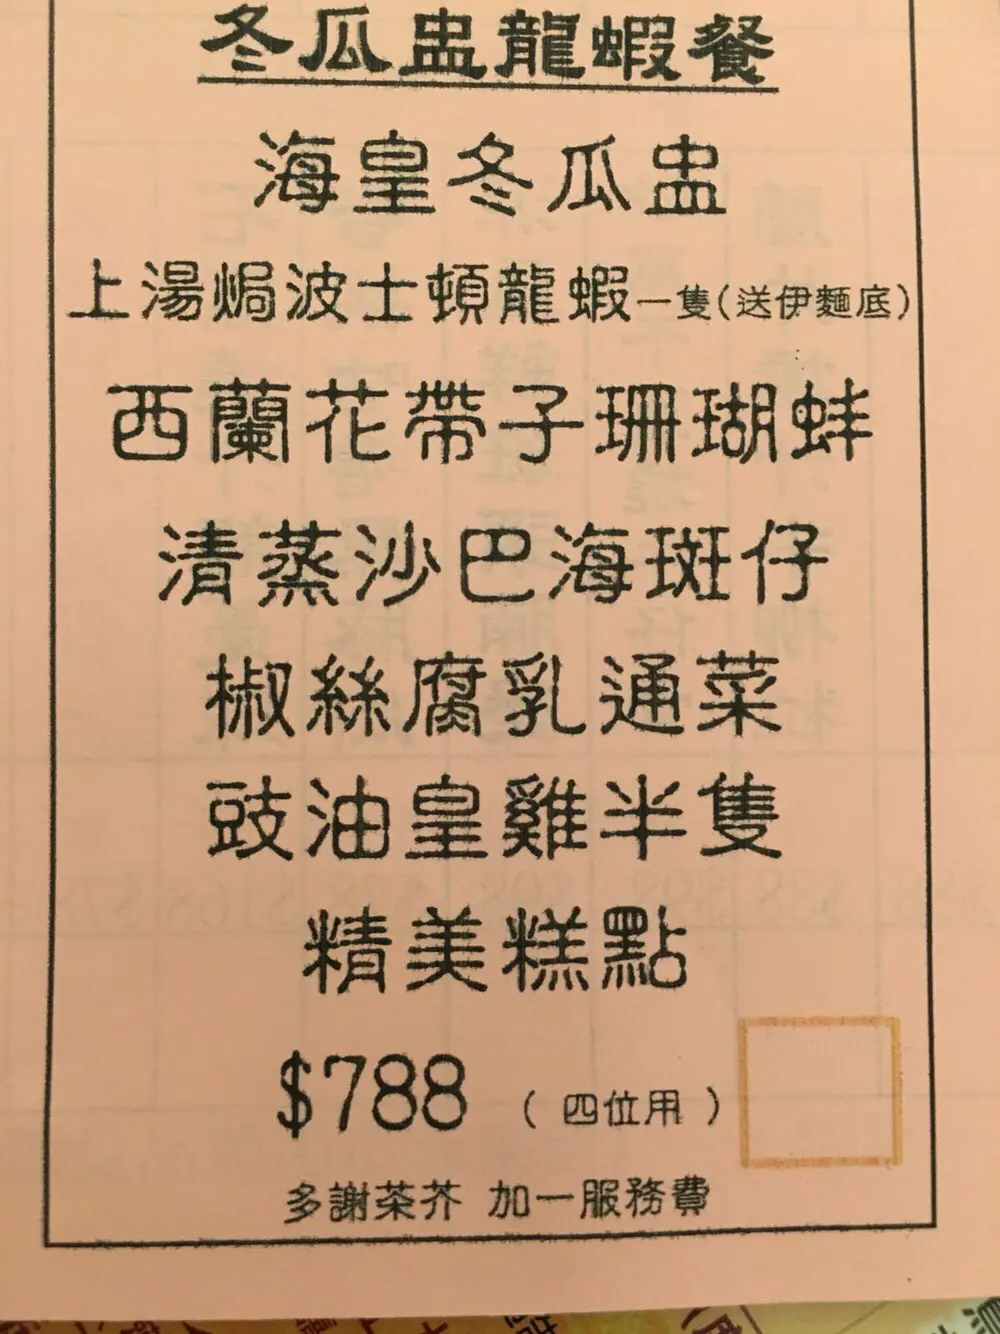 冬瓜盅龍蝦餐
海皇冬瓜盅
上湯焗波士頓龍蝦一隻(送伊麵底)
西蘭花帶子珊瑚蚌
清蒸沙巴海斑仔
椒絲腐乳通菜
豉油皇雞半隻
精美糕點
$788 (四位用)
多謝茶芥 加一服務費